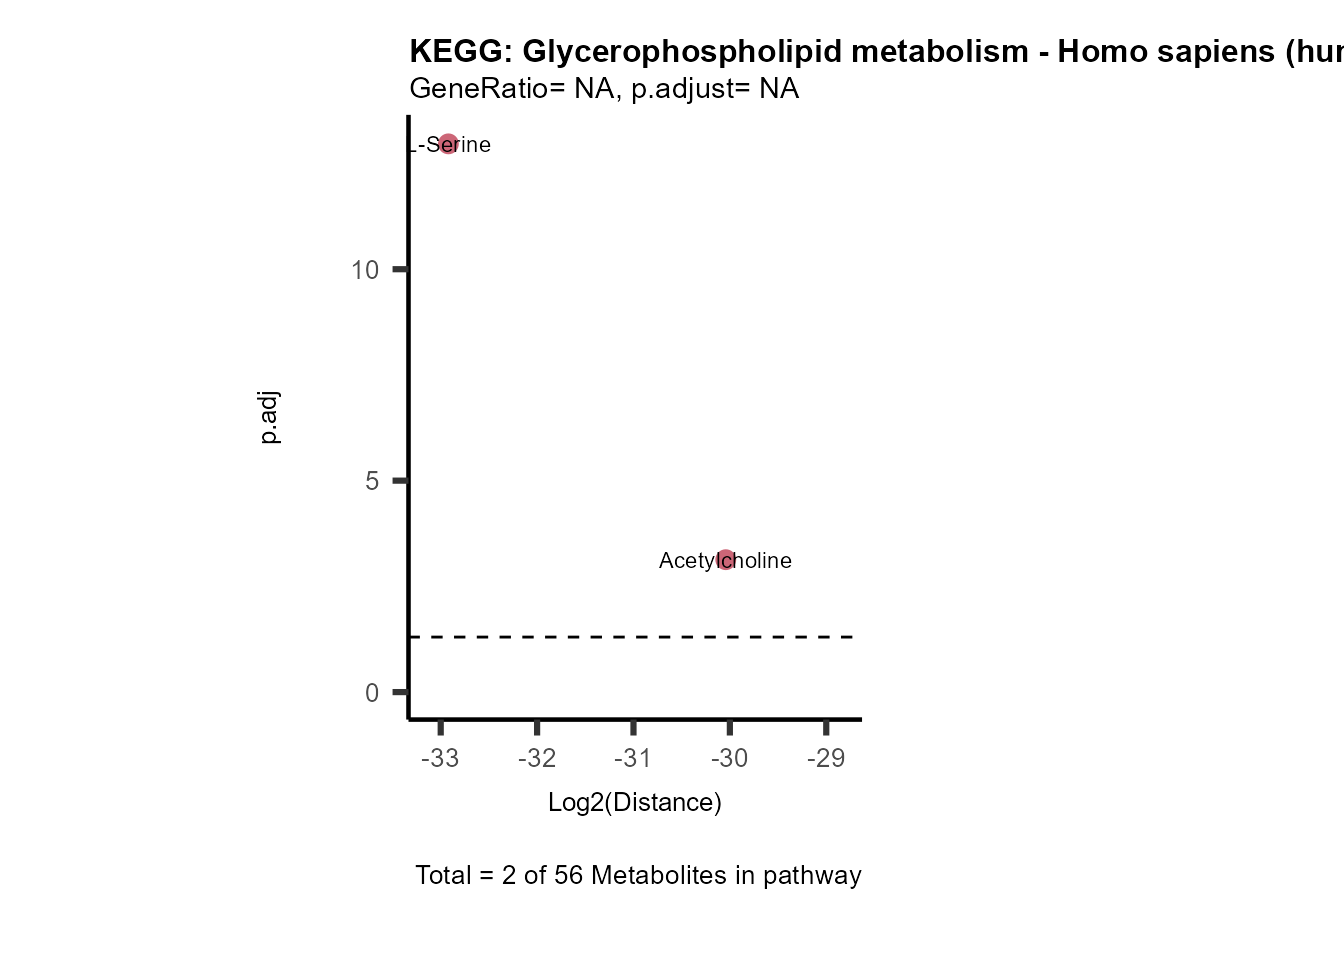 KEGG: Glycerophospholipid metabolism - Homo sapiens (hur
GeneRatio= NA, p.adjust= NA
L-Serine
10
p.adj
5
Acetylcholine
0
-33 -32 -31 -30 -29
Log2(Distance)
Total = 2 of 56 Metabolites in pathway